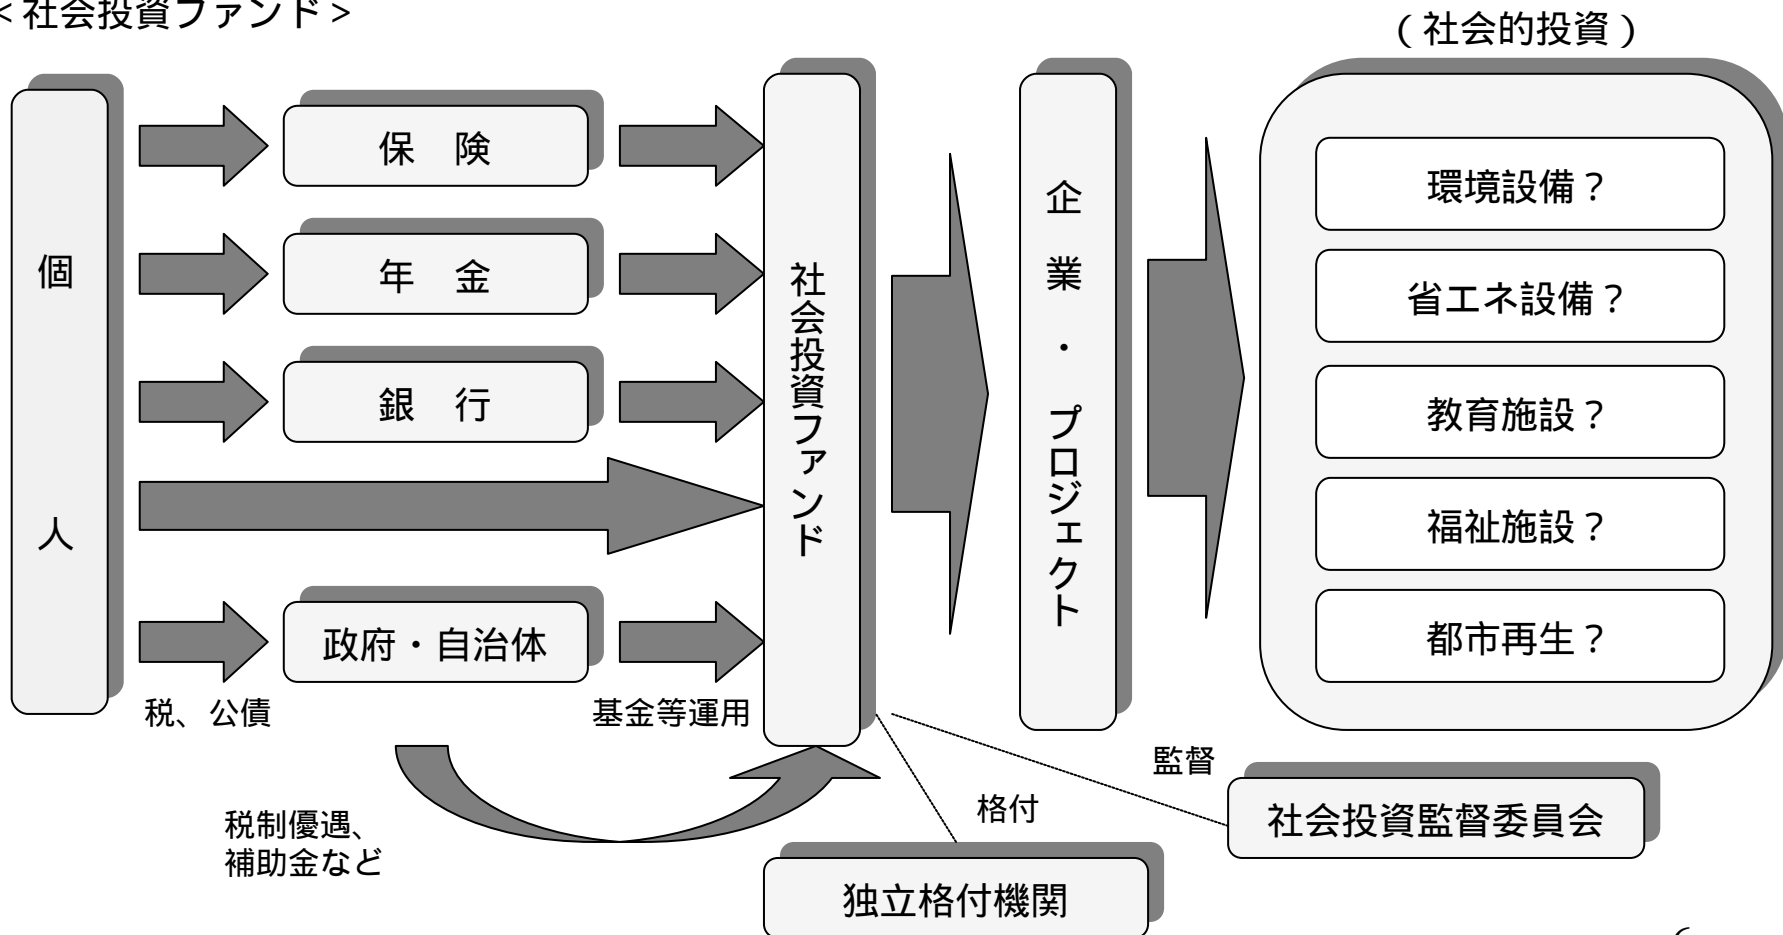 <社会投資ファンド>
(社会的投資)
個人
保 険
年 金
銀 行
政府・自治体
税、公債
基金等運用
税制優遇、
補助金など
社会投資ファンド
企業・プロジェクト
環境設備?
省エネ設備?
教育施設?
福祉施設?
都市再生?
監督
格付
社会投資監督委員会
独立格付機関